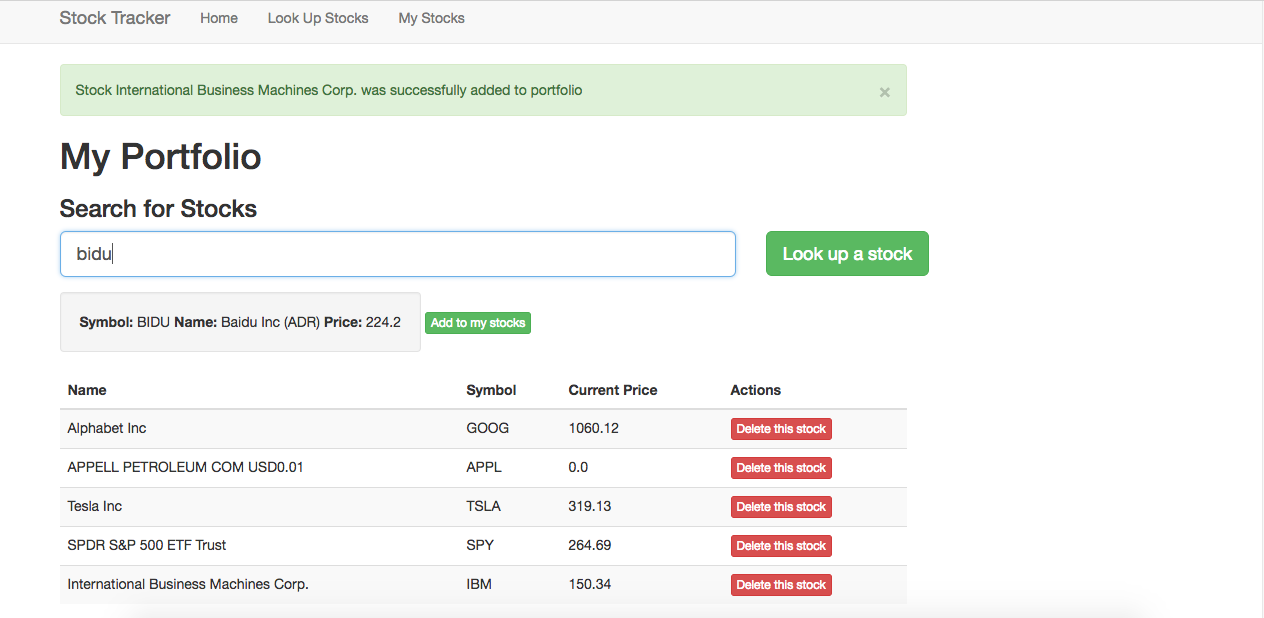 Stock Tracker Home Look Up Stocks My Stocks
Stock International Business Machines Corp. was successfully added to portfolio ×
My Portfolio
Search for Stocks
bidu Look up a stock
Symbol: BIDU Name: Baidu Inc (ADR) Price: 224.2 Add to my stocks
Name Symbol Current Price Actions
Alphabet Inc GOOG 1060.12 Delete this stock
APPELL PETROLEUM COM USD0.01 APPL 0.0 Delete this stock
Tesla Inc TSLA 319.13 Delete this stock
SPDR S&P 500 ETF Trust SPY 264.69 Delete this stock
International Business Machines Corp. IBM 150.34 Delete this stock